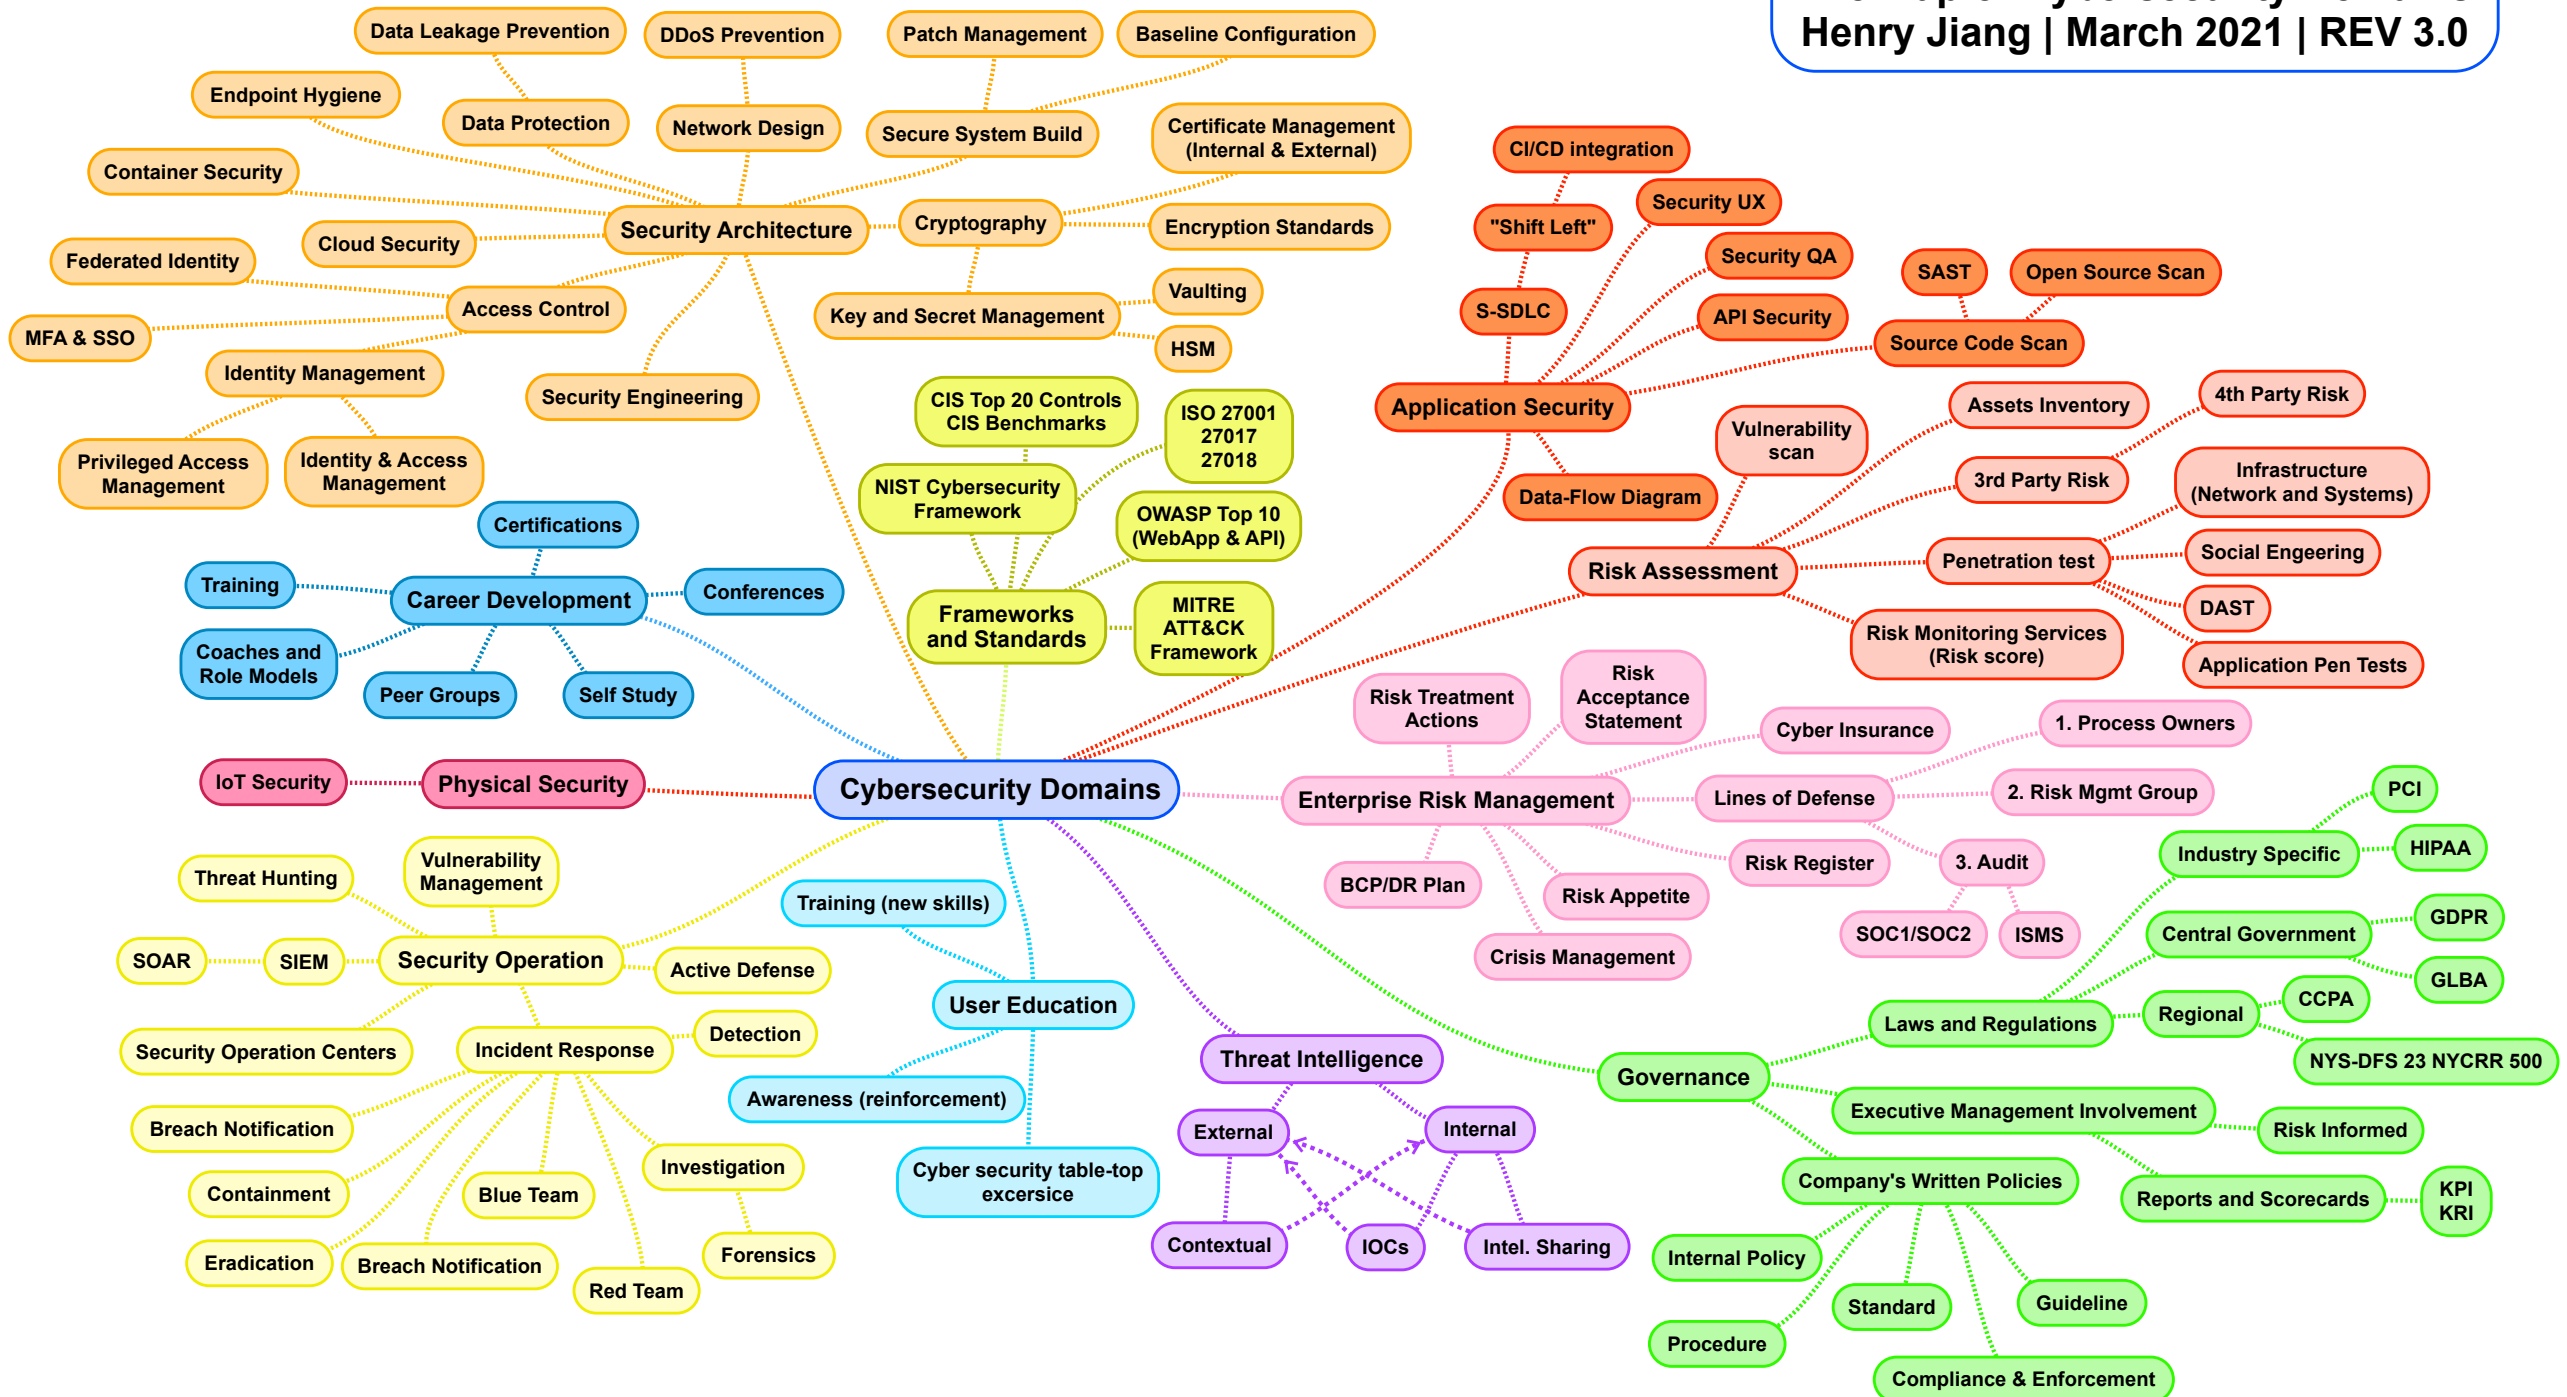 Henry Jiang | March 2021 | REV 3.0
Data Leakage Prevention
DDoS Prevention
Patch Management
Baseline Configuration
Endpoint Hygiene
Data Protection
Network Design
Secure System Build
Certificate Management
(Internal & External)
Container Security
Security Architecture
Cryptography
Encryption Standards
Cloud Security
Federated Identity
Access Control
Key and Secret Management
Vaulting
HSM
MFA & SSO
Identity Management
Security Engineering
Privileged Access
Management
Identity & Access
Management
CI/CD integration
"Shift Left"
Security UX
Security QA
S-SDLC
API Security
SAST
Open Source Scan
Source Code Scan
Application Security
Data-Flow Diagram
CIS Top 20 Controls
CIS Benchmarks
ISO 27001
27017
27018
NIST Cybersecurity
Framework
OWASP Top 10
(WebApp & API)
Frameworks
and Standards
MITRE
ATT&CK
Framework
Vulnerability
scan
Assets Inventory
4th Party Risk
3rd Party Risk
Infrastructure
(Network and Systems)
Risk Assessment
Penetration test
Social Engeering
DAST
Risk Monitoring Services
(Risk score)
Application Pen Tests
Certifications
Training
Career Development
Conferences
Coaches and
Role Models
Peer Groups
Self Study
IoT Security
Physical Security
Cybersecurity Domains
Risk Treatment
Actions
Risk
Acceptance
Statement
Cyber Insurance
1. Process Owners
Enterprise Risk Management
Lines of Defense
2. Risk Mgmt Group
BCP/DR Plan
Risk Appetite
Risk Register
3. Audit
Crisis Management
SOC1/SOC2
ISMS
Threat Hunting
Vulnerability
Management
SOAR
SIEM
Security Operation
Active Defense
Security Operation Centers
Incident Response
Detection
Breach Notification
Containment
Blue Team
Investigation
Eradication
Breach Notification
Red Team
Forensics
Training (new skills)
User Education
Awareness (reinforcement)
Cyber security table-top
excersice
Threat Intelligence
External
Internal
Contextual
IOCs
Intel. Sharing
PCI
Industry Specific
HIPAA
Central Government
GDPR
GLBA
Laws and Regulations
Regional
CCPA
NYS-DFS 23 NYCRR 500
Governance
Executive Management Involvement
Risk Informed
Company's Written Policies
Reports and Scorecards
KPI
KRI
Internal Policy
Standard
Guideline
Procedure
Compliance & Enforcement